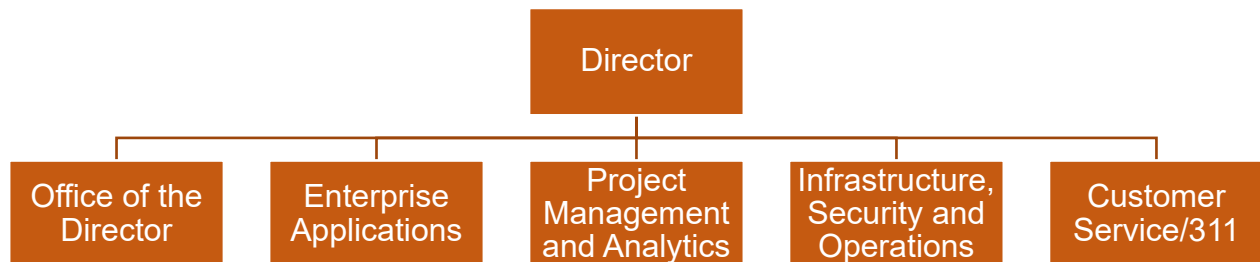 Director
Office of the
Director
Enterprise
Applications
Project
Management
and Analytics
Infrastructure,
Security and
Operations
Customer
Service/311